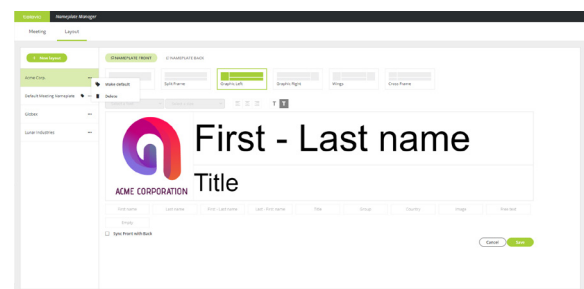 Nameplate Manager
Meeting
Layout
+ New layout
NAMEPLATE FRONT
NAMEPLATE BACK
Acme Corp
Make default
Delete
Default Meeting Nameplate
Globex
Lunar Industries
Split Frame
Graphic Left
Graphic Right
Wings
Cross Frame
First - Last name
Title
ACME CORPORATION
First name
Last name
First - Last name
Last - First name
Title
Group
Country
Image
Free text
Empty
Sync Front with Back
Cancel
Save